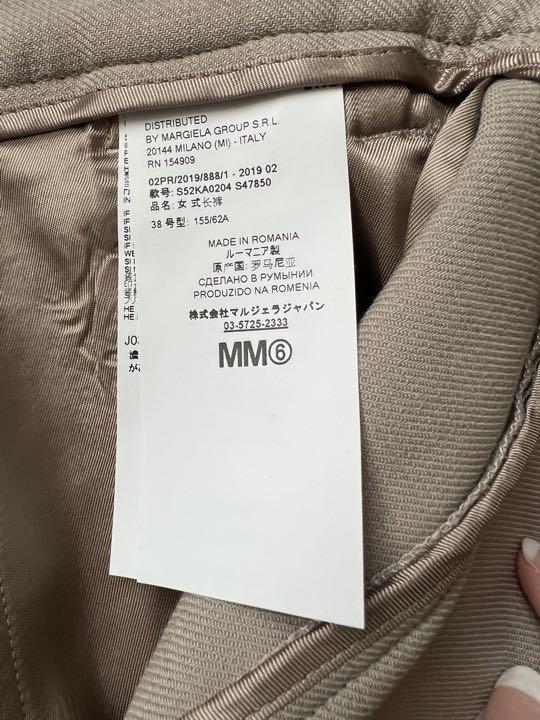 DISTRIBUTED
BY MARGIELA GROUP S.R.L.
20144 MILANO (MI) - ITALY
RN 154909
02PR/2019/888/1 - 2019 02
款号: S52KA0204 S47850
品名: 女式长裤
38 号型: 155/62A
MADE IN ROMANIA
ルーマニア製
原产国: 罗马尼亚
СДЕЛАНО В РУМЫНИИ
PRODUZIDO NA ROMENIA
株式会社マルジェラジャパン
03-5725-2333
MM⑥